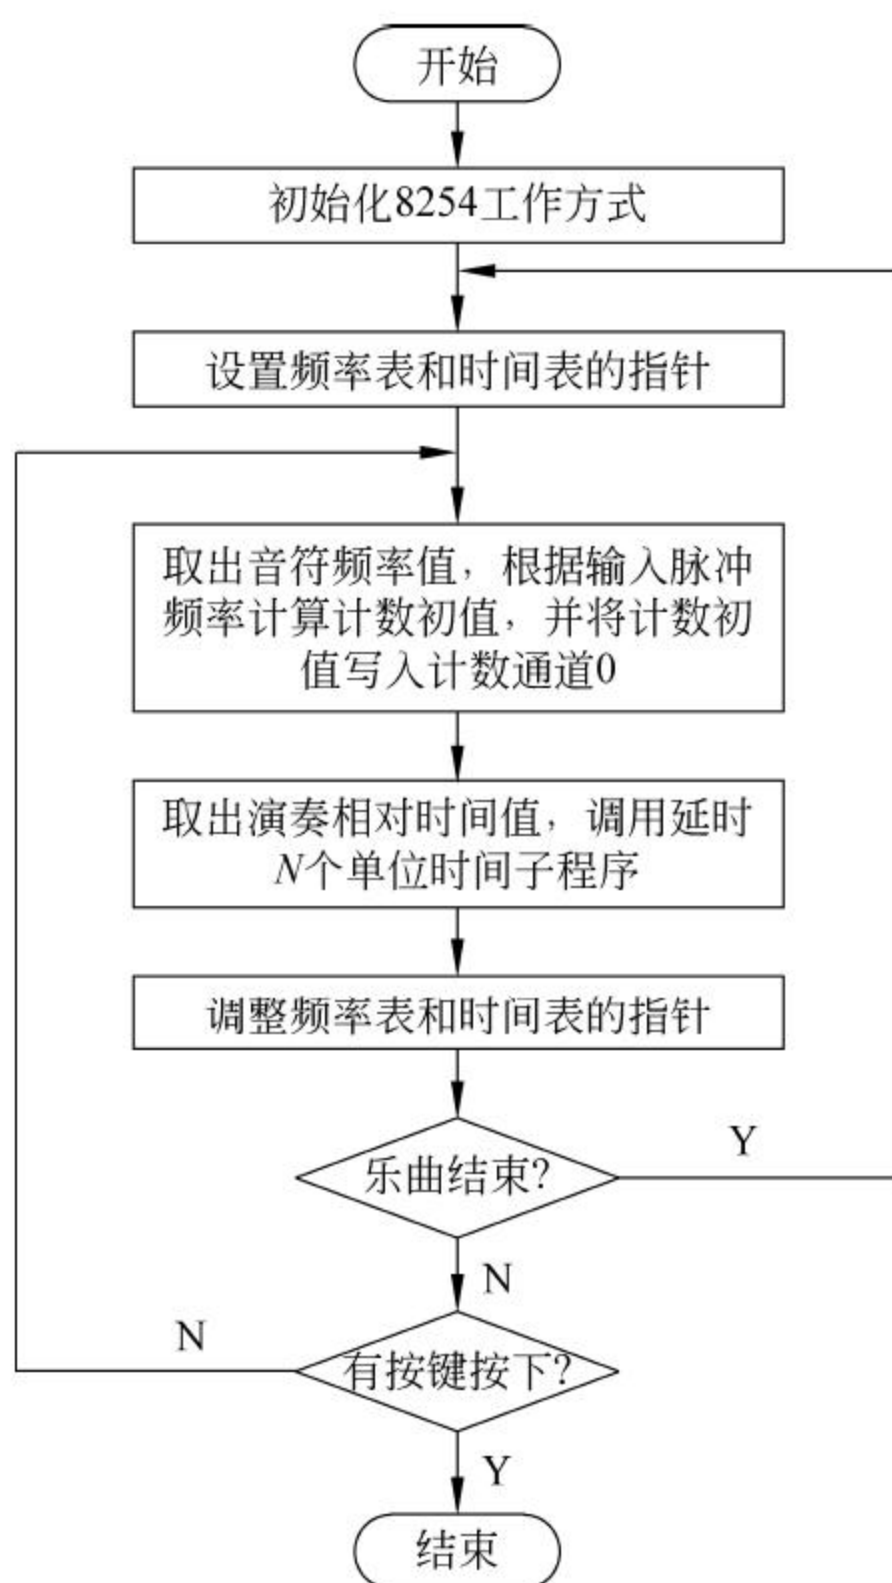 开始
初始化8254工作方式
设置频率表和时间表的指针
取出音符频率值，根据输入脉冲
频率计算计数初值，并将计数初
值写入计数通道0
取出演奏相对时间值，调用延时
N个单位时间子程序
调整频率表和时间表的指针
乐曲结束?
Y
N
有按键按下?
N
Y
结束